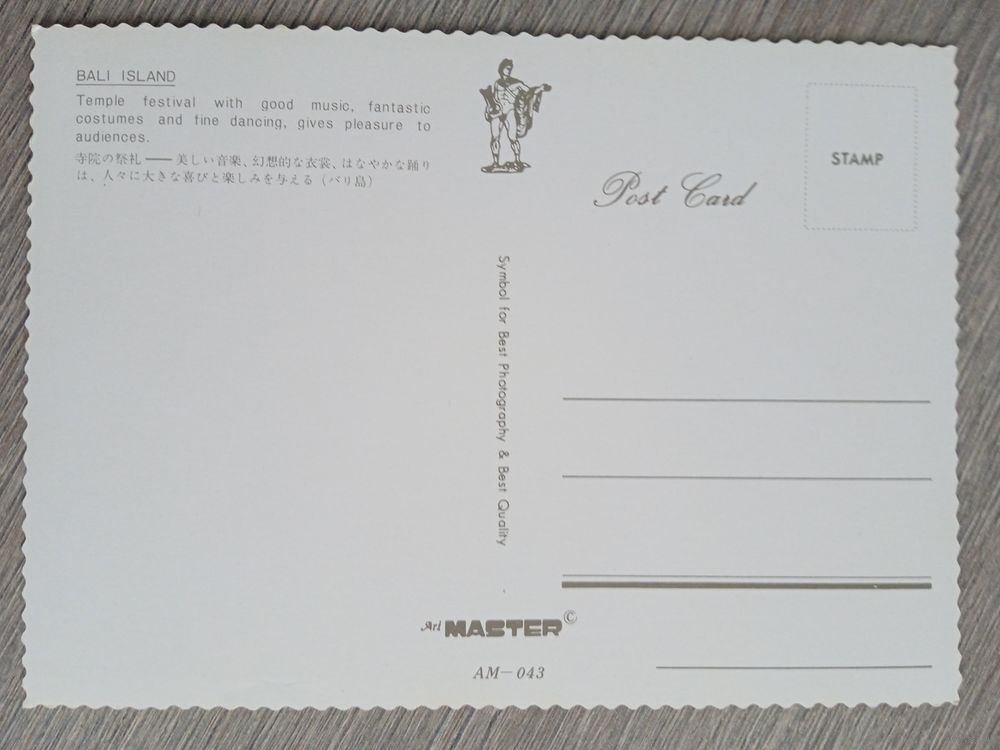 BALI ISLAND
Temple festival with good music, fantastic
costumes and fine dancing, gives pleasure to
audiences.
寺院の祭礼——美しい音楽、幻想的な衣裳、はなやかな踊り
は、人々に大きな喜びと楽しみを与える（バリ島）
Post Card
STAMP
Symbol for Best Photography & Best Quality
Art MASTER ©
AM—043